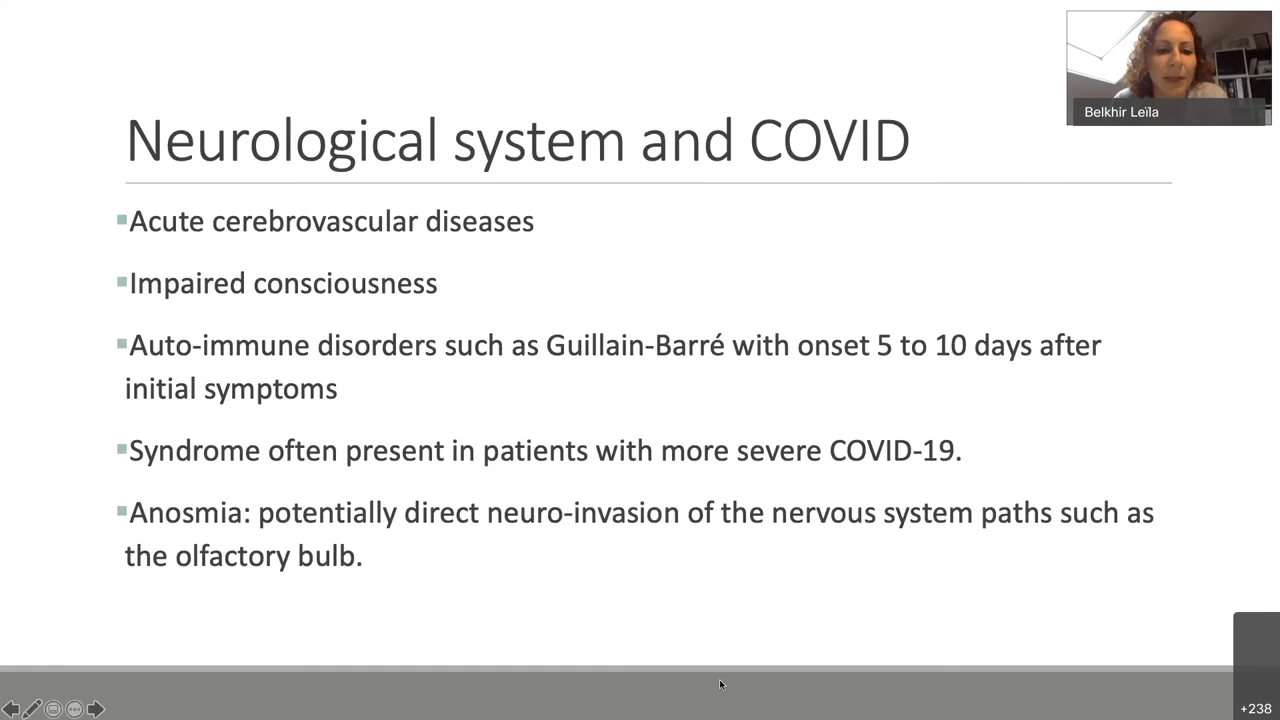 Belkhir Leïla
Neurological system and COVID
▪Acute cerebrovascular diseases
▪Impaired consciousness
▪Auto-immune disorders such as Guillain-Barré with onset 5 to 10 days after
initial symptoms
▪Syndrome often present in patients with more severe COVID-19.
▪Anosmia: potentially direct neuro-invasion of the nervous system paths such as
the olfactory bulb.
+238